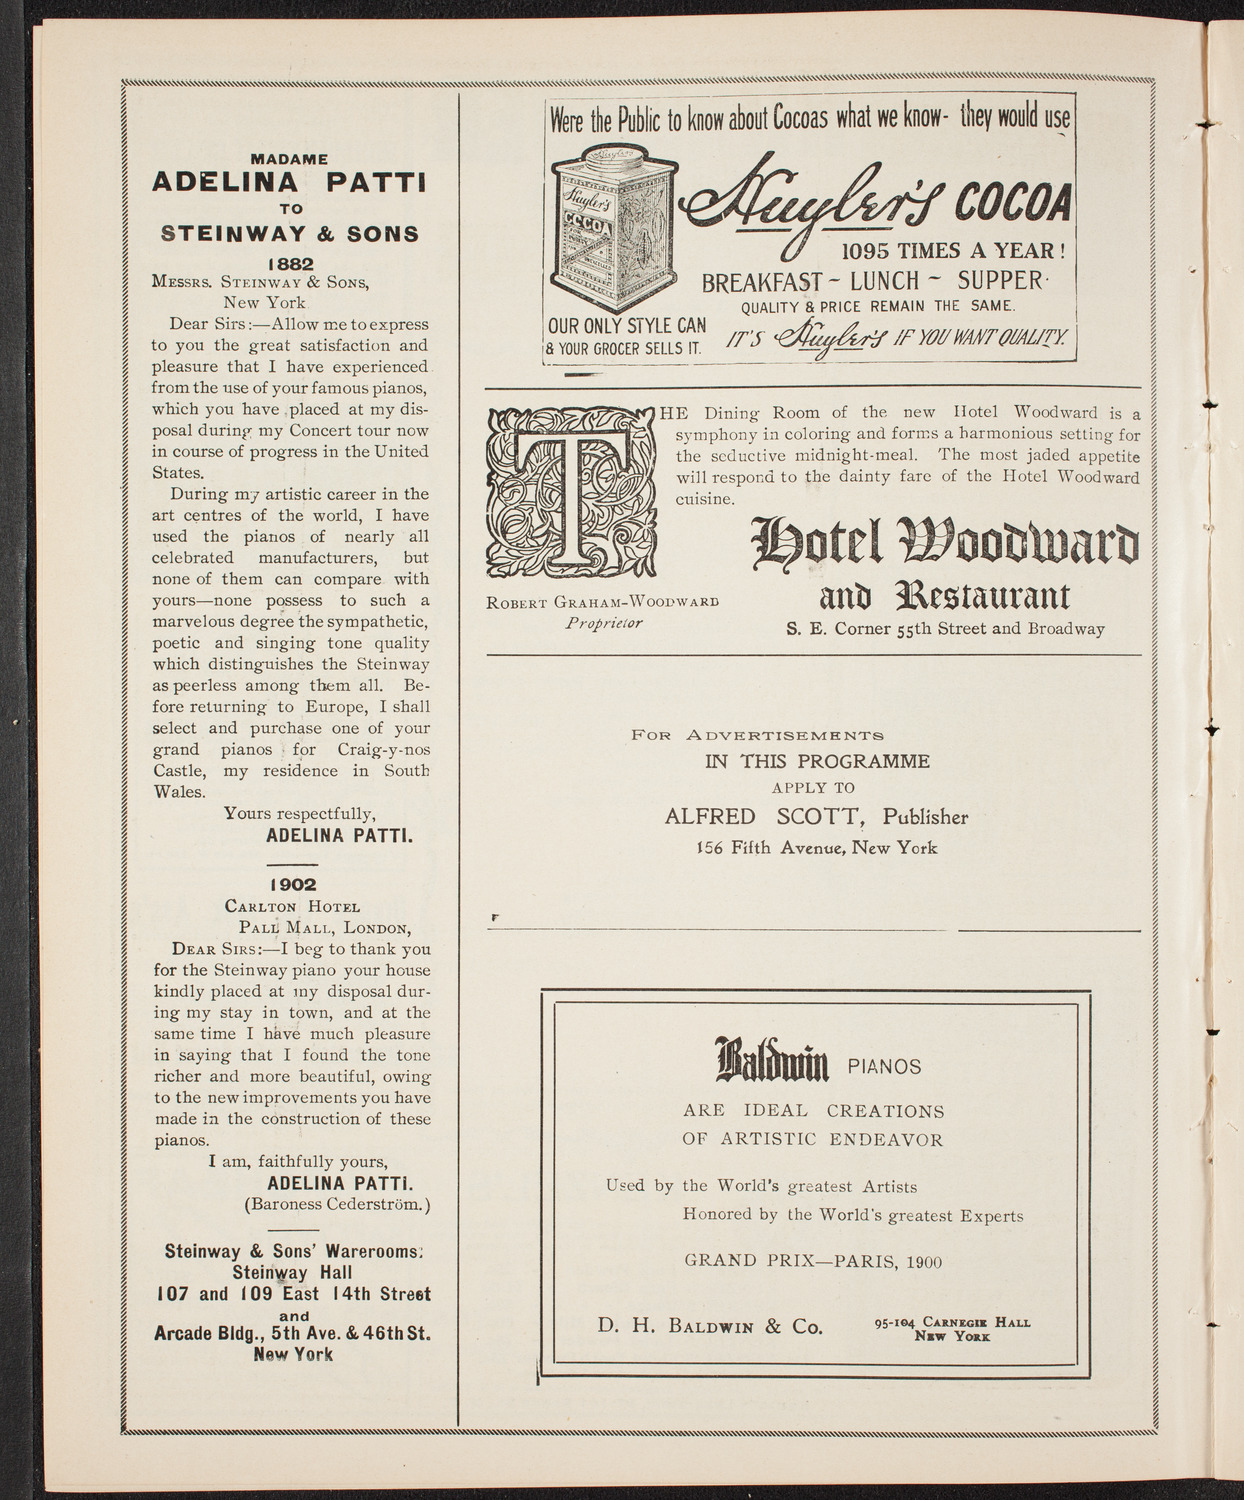 MADAME
ADELINA PATTI
TO
STEINWAY & SONS
1882
MESSRS. STEINWAY & SONS,
New York
Dear Sirs:—Allow me to express
to you the great satisfaction and
pleasure that I have experienced
from the use of your famous pianos,
which you have placed at my dis-
posal during my Concert tour now
in course of progress in the United
States.
During my artistic career in the
art centres of the world, I have
used the pianos of nearly all
celebrated manufacturers, but
none of them can compare with
yours—none possess to such a
marvelous degree the sympathetic,
poetic and singing tone quality
which distinguishes the Steinway
as peerless among them all. Be-
fore returning to Europe, I shall
select and purchase one of your
grand pianos for Craig-y-nos
Castle, my residence in South
Wales.
Yours respectfully,
ADELINA PATTI.
1902
CARLTON HOTEL
PALL MALL, LONDON,
DEAR SIRS:—I beg to thank you
for the Steinway piano your house
kindly placed at my disposal dur-
ing my stay in town, and at the
same time I have much pleasure
in saying that I found the tone
richer and more beautiful, owing
to the new improvements you have
made in the construction of these
pianos.
I am, faithfully yours,
ADELINA PATTI.
(Baroness Cederström.)
Steinway & Sons' Warerooms:
Steinway Hall
107 and 109 East 14th Street
and
Arcade Bldg., 5th Ave. & 46th St.
New York
Were the Public to know about Cocoas what we know- they would use
Huyler's
Huyler's
COCOA
Huyler's COCOA
1095 TIMES A YEAR!
BREAKFAST ~ LUNCH ~ SUPPER.
QUALITY & PRICE REMAIN THE SAME.
OUR ONLY STYLE CAN
& YOUR GROCER SELLS IT.
IT'S Huyler's IF YOU WANT QUALITY.
THE Dining Room of the new Hotel Woodward is a
symphony in coloring and forms a harmonious setting for
the seductive midnight-meal. The most jaded appetite
will respond to the dainty fare of the Hotel Woodward
cuisine.
Hotel Woodward
and Restaurant
ROBERT GRAHAM-WOODWARD
Proprietor
S. E. Corner 55th Street and Broadway
FOR ADVERTISEMENTS
IN THIS PROGRAMME
APPLY TO
ALFRED SCOTT, Publisher
156 Fifth Avenue, New York
Baldwin PIANOS
ARE IDEAL CREATIONS
OF ARTISTIC ENDEAVOR
Used by the World's greatest Artists
Honored by the World's greatest Experts
GRAND PRIX—PARIS, 1900
D. H. BALDWIN & Co.
95-104 CARNEGIE HALL
NEW YORK